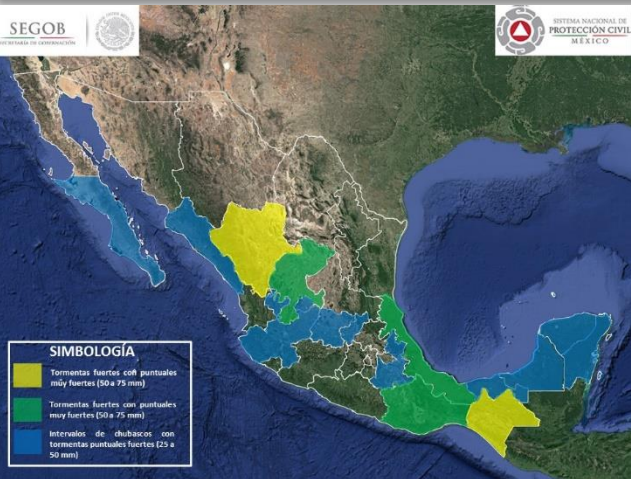 SEGOB
SECRETARÍA DE GOBERNACIÓN
SISTEMA NACIONAL DE
PROTECCIÓN CIVIL
MÉXICO
SIMBOLOGÍA
Tormentas fuertes con puntuales
múy fuertes (50 a 75 mm)
Tormentas fuertes con puntuales
muy fuertes (50 a 75 mm)
Intervalos de chubascos con
tormentas puntuales fuertes (25 a
50 mm)